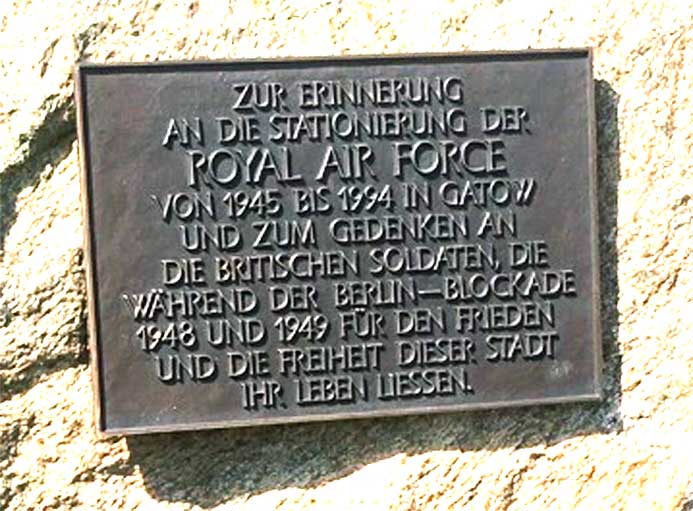 ZUR ERINNERUNG
AN DIE STATIONIERUNG DER
ROYAL AIR FORCE
VON 1945 BIS 1994 IN GATOW
UND ZUM GEDENKEN AN
DIE BRITISCHEN SOLDATEN, DIE
WÄHREND DER BERLIN-BLOCKADE
1948 UND 1949 FÜR DEN FRIEDEN
UND DIE FREIHEIT DIESER STADT
IHR LEBEN LIESSEN.